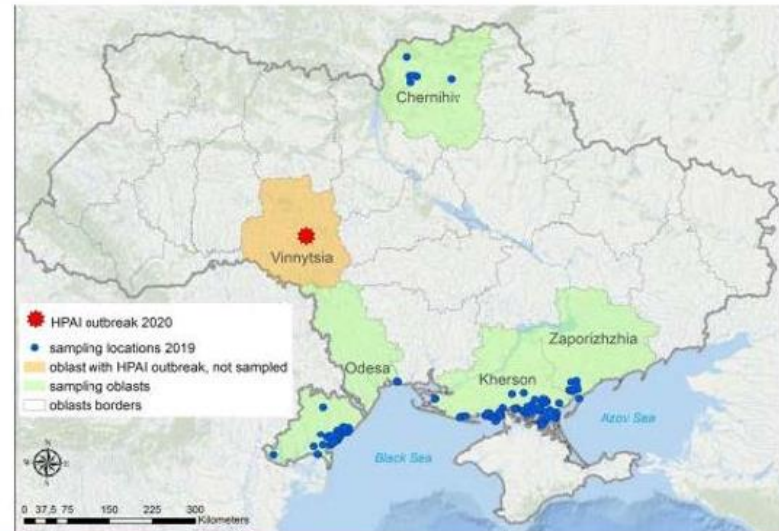 Chernihiv
Vinnytsia
HPAI outbreak 2020
sampling locations 2019
oblast with HPAI outbreak, not sampled
sampling oblasts
oblasts borders
Odesa
Zaporizhzhia
Kherson
Azov Sea
Black Sea
N
0 37,5 75 150 225 300
Kilometers